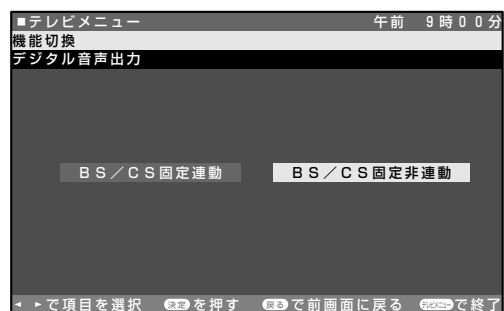 ■テレビメニュー 午前 9時00分
機能切換
デジタル音声出力
BS／CS固定連動 BS／CS固定非連動
◂ ▸で項目を選択 決定を押す 戻るで前画面に戻る テレビメニューで終了